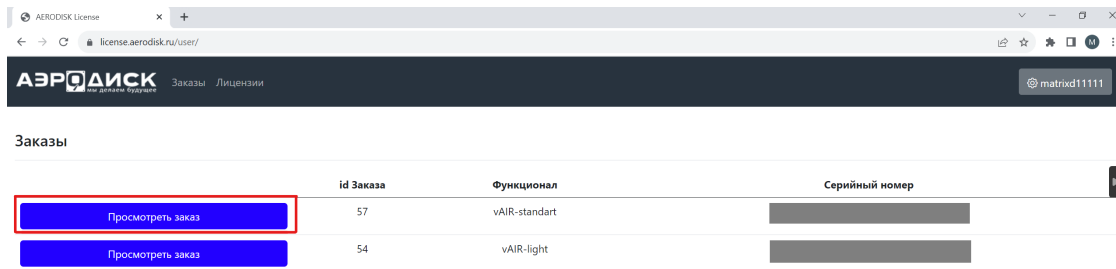 AERODISK License
license.aerodisk.ru/user/
M
АЭРОДИСК
мы делаем будущее
Заказы Лицензии
matrixd11111
Заказы
id Заказа Функционал Серийный номер
Просмотреть заказ 57 vAIR-standart
Просмотреть заказ 54 vAIR-light